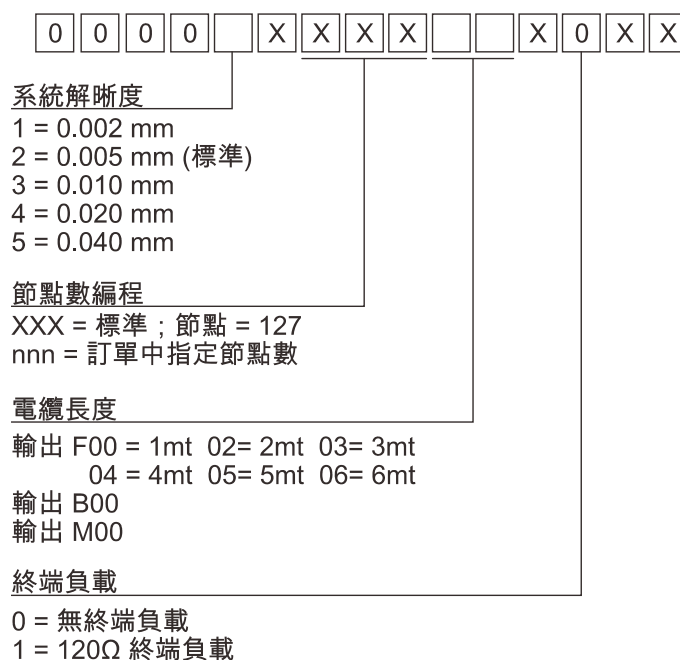 0 0 0 0 X X X X X 0 X X
系統解晰度
1 = 0.002 mm
2 = 0.005 mm (標準)
3 = 0.010 mm
4 = 0.020 mm
5 = 0.040 mm
節點數編程
XXX = 標準；節點 = 127
nnn = 訂單中指定節點數
電纜長度
輸出 F00 = 1mt 02= 2mt 03= 3mt
04 = 4mt 05= 5mt 06= 6mt
輸出 B00
輸出 M00
終端負載
0 = 無終端負載
1 = 120Ω 終端負載